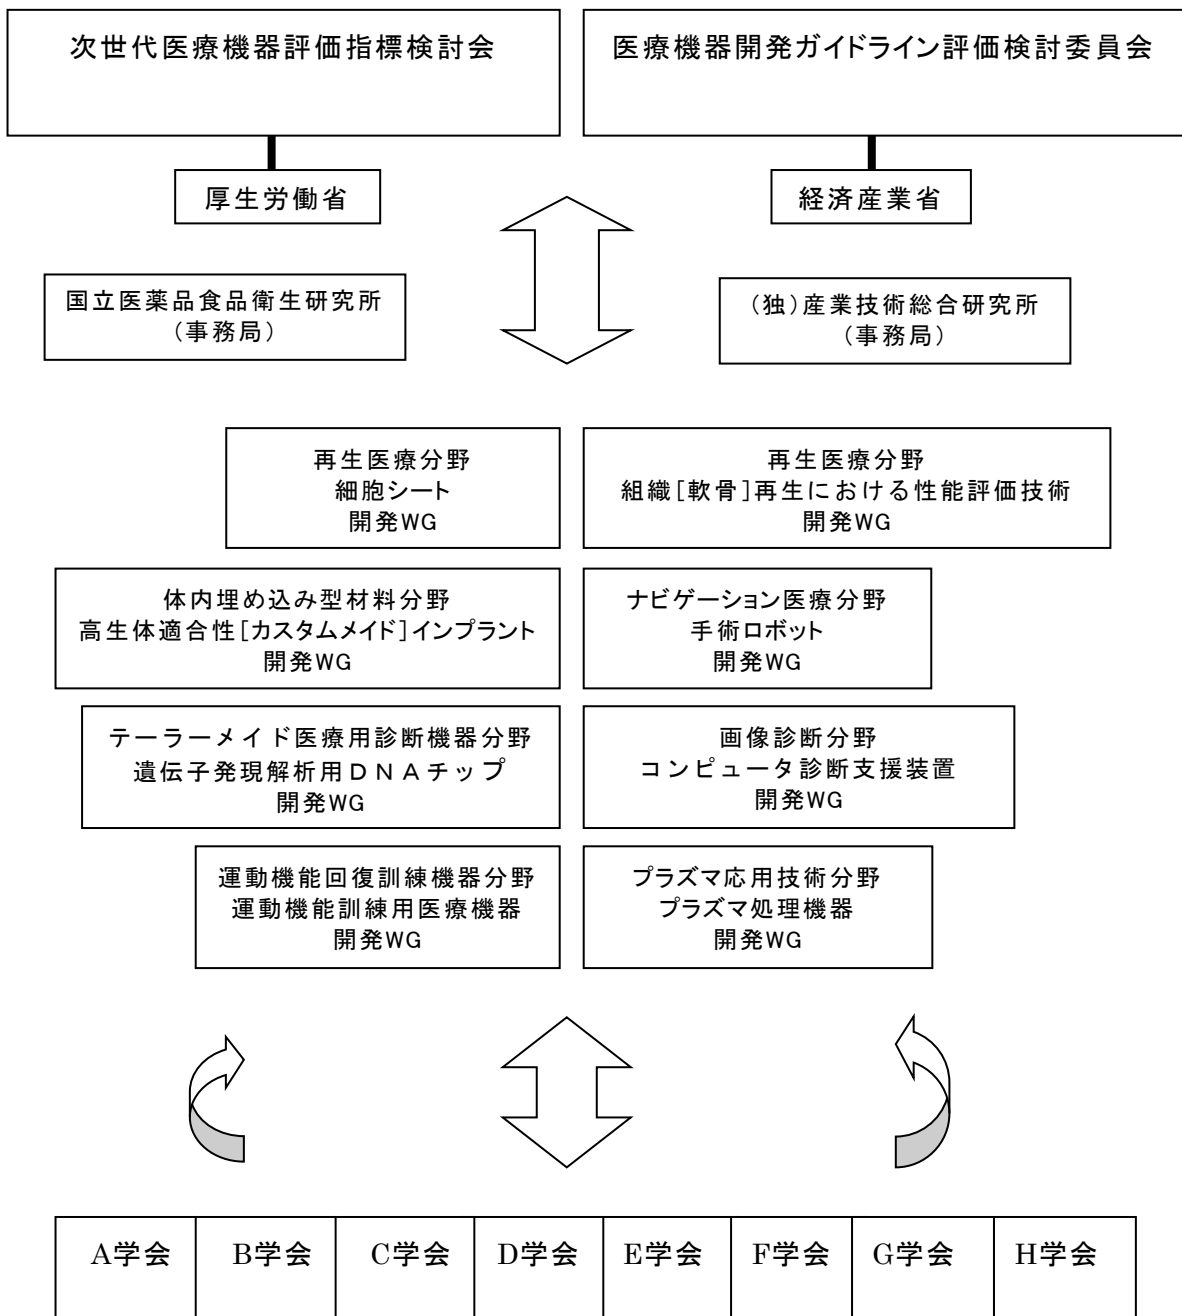 次世代医療機器評価指標検討会
医療機器開発ガイドライン評価検討委員会
厚生労働省
経済産業省
国立医薬品食品衛生研究所
（事務局）
（独）産業技術総合研究所
（事務局）
再生医療分野
細胞シート
開発WG
再生医療分野
組織［軟骨］再生における性能評価技術
開発WG
体内埋め込み型材料分野
高生体適合性［カスタムメイド］インプラント
開発WG
ナビゲーション医療分野
手術ロボット
開発WG
テーラーメイド医療用診断機器分野
遺伝子発現解析用ＤＮＡチップ
開発WG
画像診断分野
コンピュータ診断支援装置
開発WG
運動機能回復訓練機器分野
運動機能訓練用医療機器
開発WG
プラズマ応用技術分野
プラズマ処理機器
開発WG
A学会
B学会
C学会
D学会
E学会
F学会
G学会
H学会